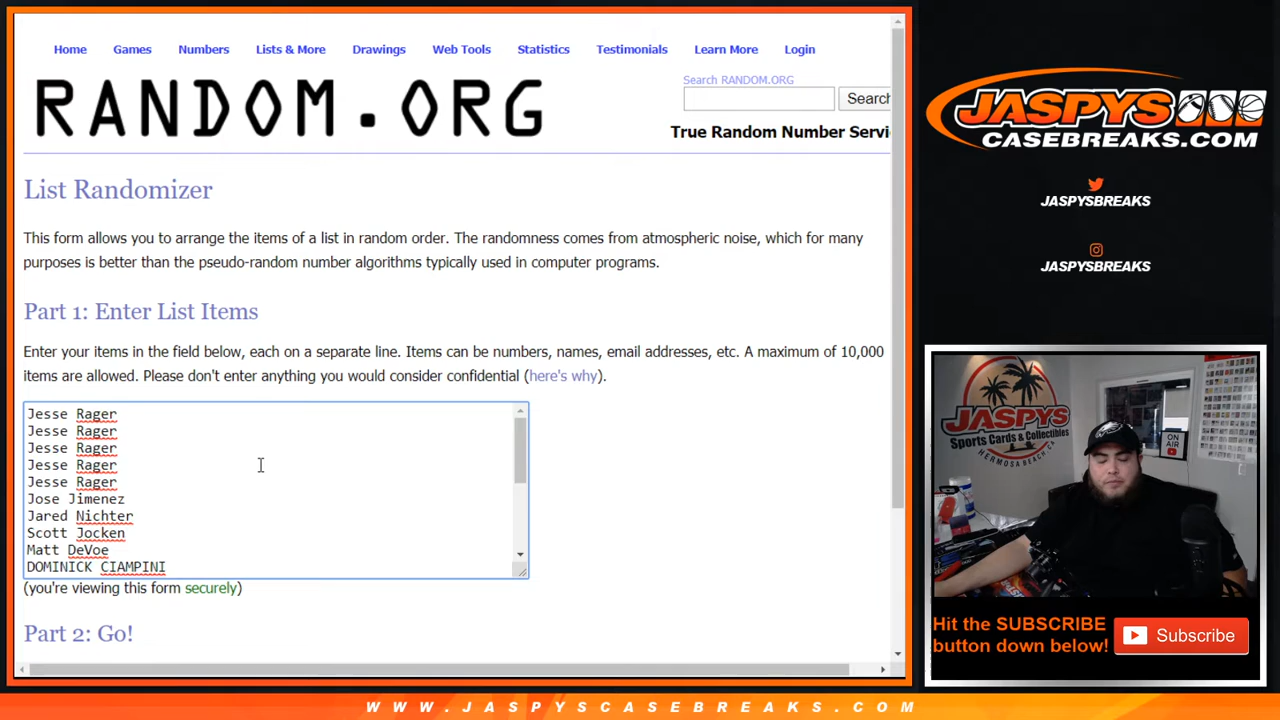 Home Games Numbers Lists & More Drawings Web Tools Statistics Testimonials Learn More Login
Search RANDOM.ORG
RANDOM.ORG
Search
True Random Number Servi
List Randomizer
This form allows you to arrange the items of a list in random order. The randomness comes from atmospheric noise, which for many
purposes is better than the pseudo-random number algorithms typically used in computer programs.
Part 1: Enter List Items
Enter your items in the field below, each on a separate line. Items can be numbers, names, email addresses, etc. A maximum of 10,000
items are allowed. Please don't enter anything you would consider confidential (here's why).
Jesse Rager
Jesse Rager
Jesse Rager
Jesse Rager
Jesse Rager
Jose Jimenez
Jared Nichter
Scott Jocken
Matt DeVoe
DOMINICK CIAMPINI
(you're viewing this form securely)
Part 2: Go!
JASPYS
CASEBREAKS.COM
JASPYSBREAKS
JASPYSBREAKS
JASPYS
Sports Cards & Collectibles
HERMOSA BEACH, CA
ON
AIR
Hit the SUBSCRIBE
button down below!
Subscribe
WWW.JASPYSCASEBREAKS.COM